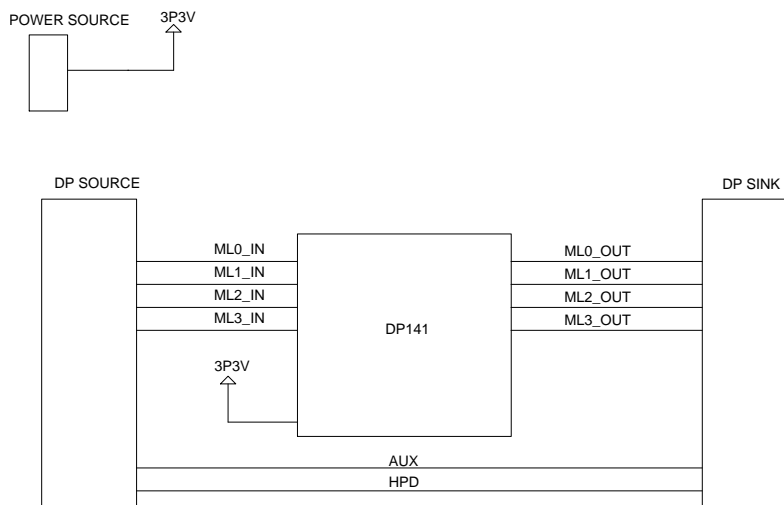 POWER SOURCE
3P3V
DP SOURCE
DP SINK
ML0_IN
ML0_OUT
ML1_IN
ML1_OUT
ML2_IN
ML2_OUT
ML3_IN
ML3_OUT
DP141
3P3V
AUX
HPD